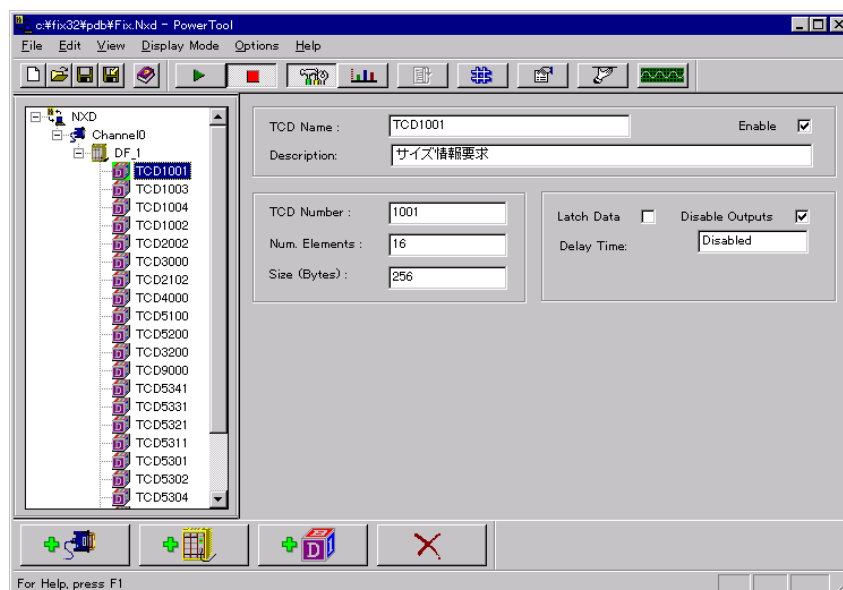 c:¥fix32¥pdb¥Fix.Nxd - PowerTool
File Edit View Display Mode Options Help
NXD
Channel0
DF_1
TCD1001
TCD1003
TCD1004
TCD1002
TCD2002
TCD3000
TCD2102
TCD4000
TCD5100
TCD5200
TCD3200
TCD9000
TCD5341
TCD5331
TCD5321
TCD5311
TCD5301
TCD5302
TCD5304
TCD Name : TCD1001 Enable
Description: サイズ情報要求
TCD Number : 1001
Num. Elements : 16
Size (Bytes) : 256
Latch Data Disable Outputs
Delay Time: Disabled
For Help, press F1